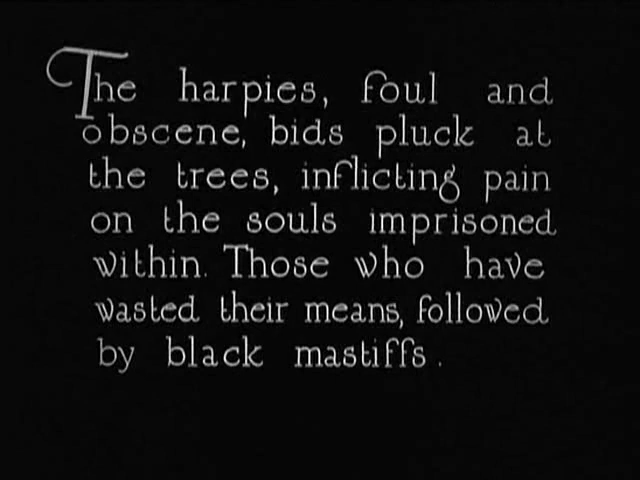 The harpies, foul and
obscene, bids pluck at
the trees, inflicting pain
on the souls imprisoned
within. Those who have
wasted their means, followed
by black mastiffs.